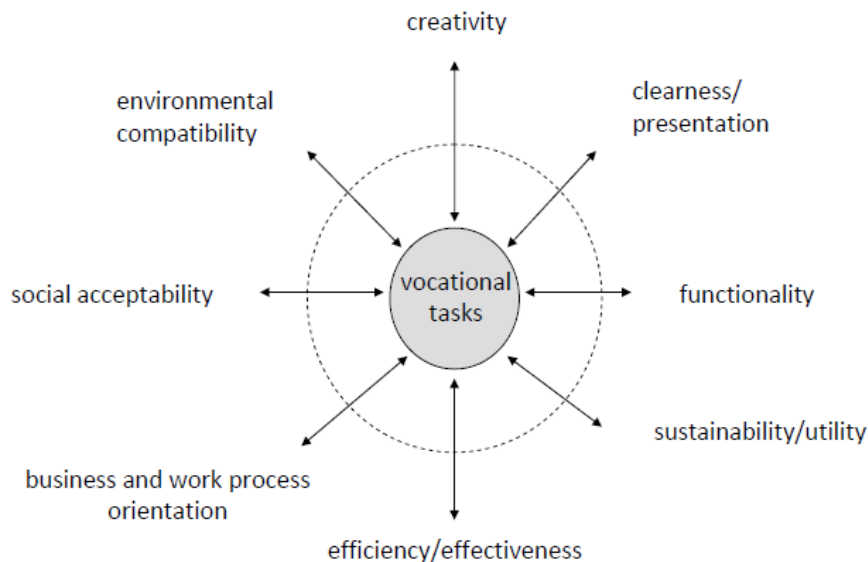 creativity
environmental
compatibility
clearness/
presentation
social acceptability
vocational
tasks
functionality
sustainability/utility
business and work process
orientation
efficiency/effectiveness